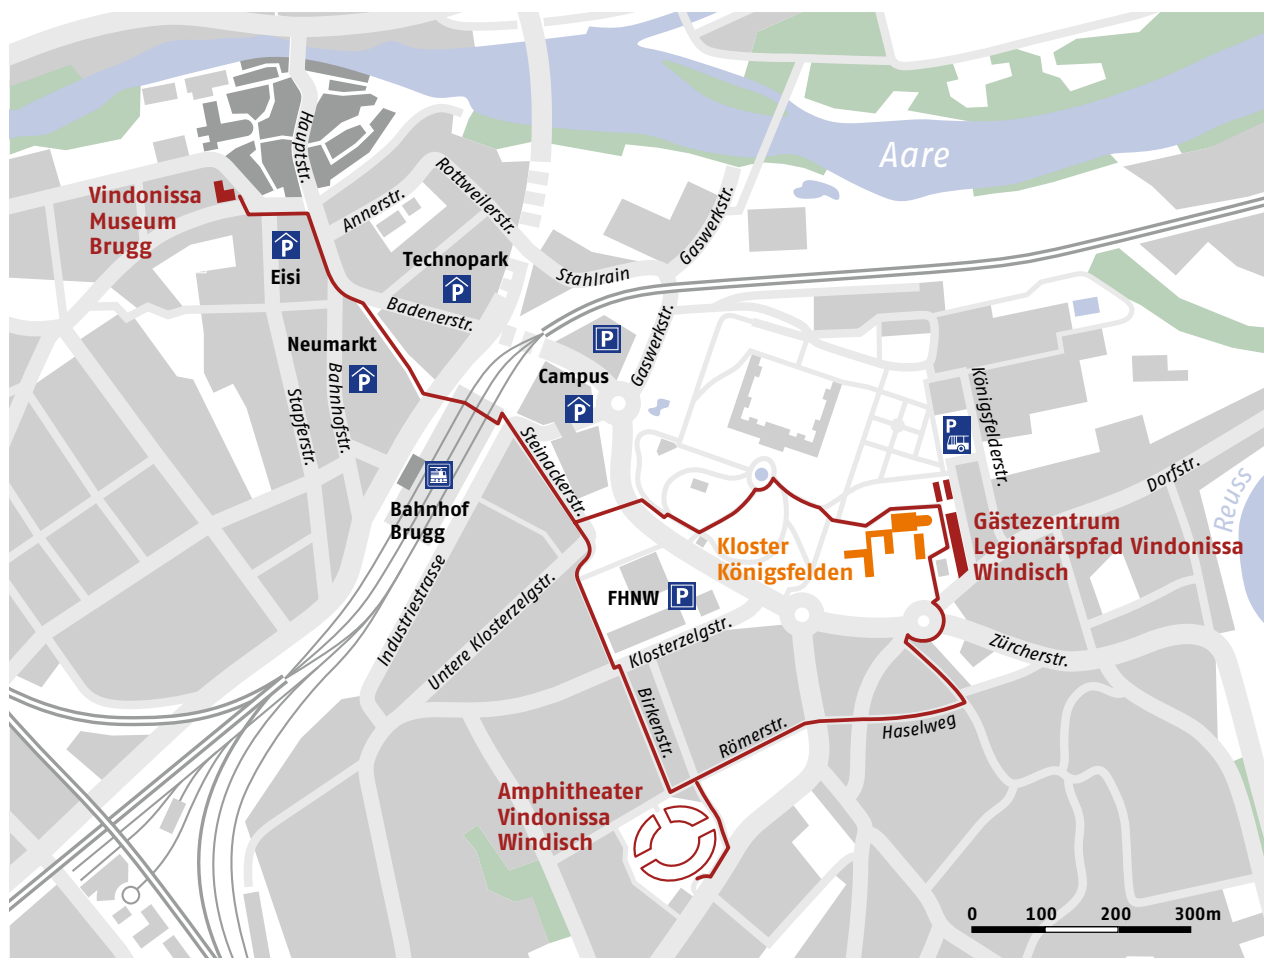 Aare
Hauptstr.
Vindonissa
Museum
Brugg
Annerstr.
Rottweilerstr.
Gaswerkstr.
P
Eisi
Technopark
P
Stahlrain
Badenerstr.
Neumarkt
P
P
Campus
P
Gaswerkstr.
Stapferstr.
Bahnhofstr.
Steinackerstr.
Königsfelderstr.
P
Dorfstr.
Reuss
Bahnhof
Brugg
Kloster
Königsfelden
Gästezentrum
Legionärspfad Vindonissa
Windisch
Industriestrasse
Untere Klosterzelgstr.
FHNW
P
Klosterzelgstr.
Zürcherstr.
Birkenstr.
Römerstr.
Haselweg
Amphitheater
Vindonissa
Windisch
0 100 200 300m